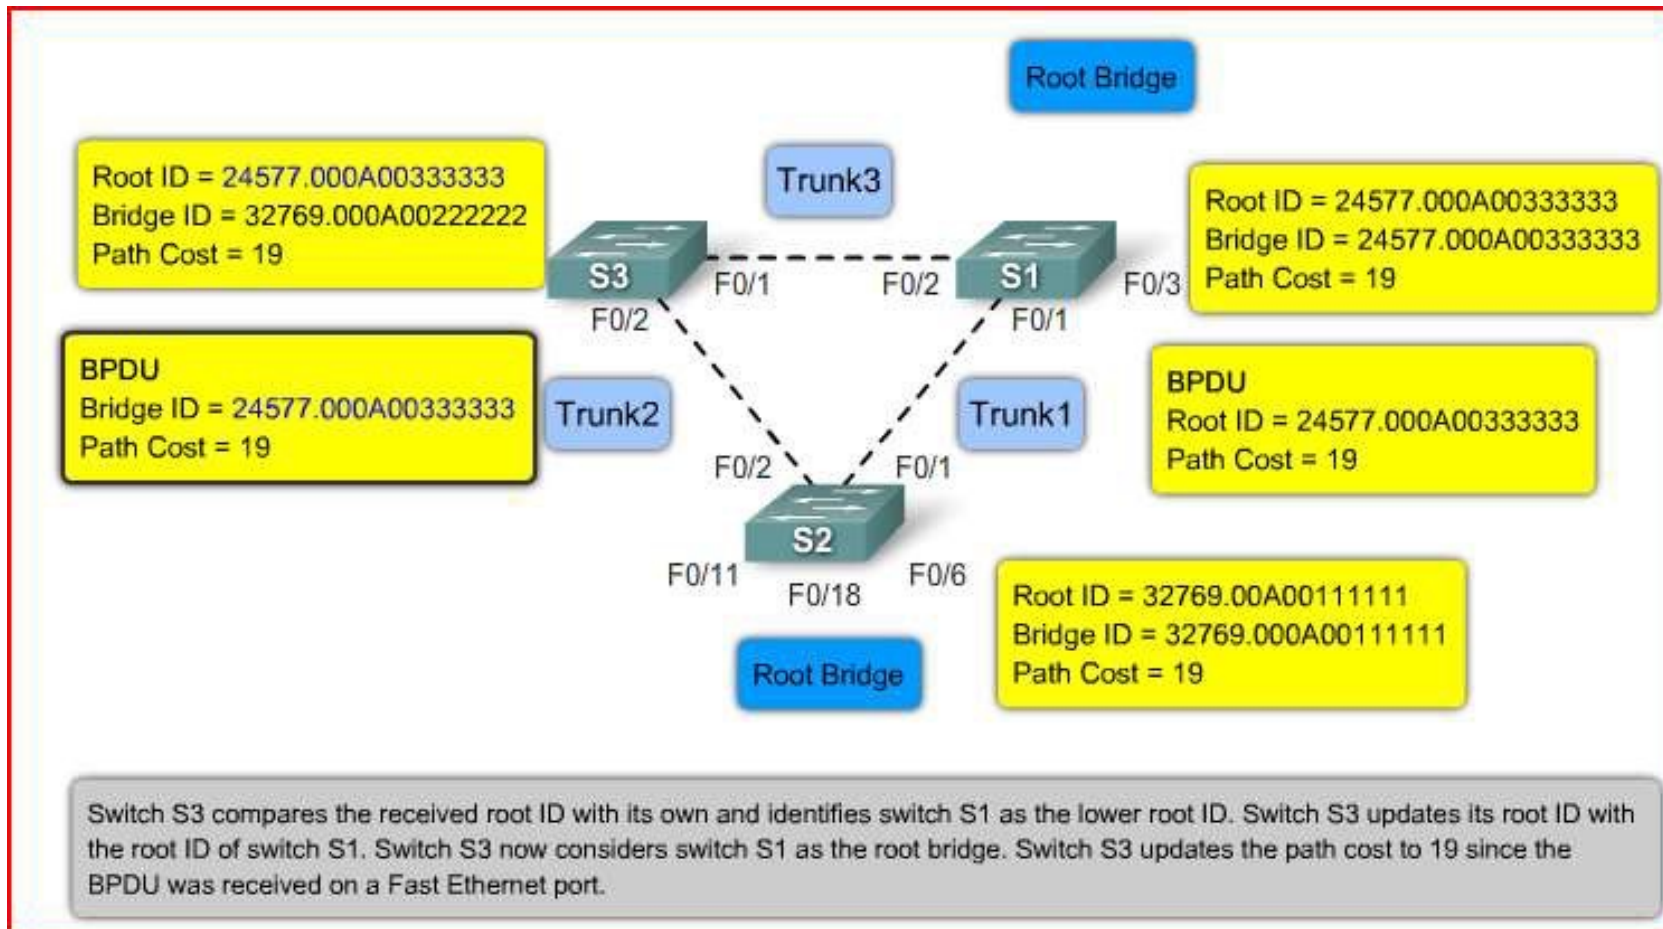 Root Bridge
Root ID = 24577.000A00333333
Bridge ID = 32769.000A00222222
Path Cost = 19
Trunk3
Root ID = 24577.000A00333333
Bridge ID = 24577.000A00333333
Path Cost = 19
S3
F0/1
F0/2
S1
F0/3
F0/2
F0/1
BPDU
Bridge ID = 24577.000A00333333
Path Cost = 19
Trunk2
Trunk1
BPDU
Root ID = 24577.000A00333333
Path Cost = 19
F0/2
F0/1
S2
F0/11
F0/18
F0/6
Root ID = 32769.00A00111111
Bridge ID = 32769.000A00111111
Path Cost = 19
Root Bridge
Switch S3 compares the received root ID with its own and identifies switch S1 as the lower root ID. Switch S3 updates its root ID with
the root ID of switch S1. Switch S3 now considers switch S1 as the root bridge. Switch S3 updates the path cost to 19 since the
BPDU was received on a Fast Ethernet port.